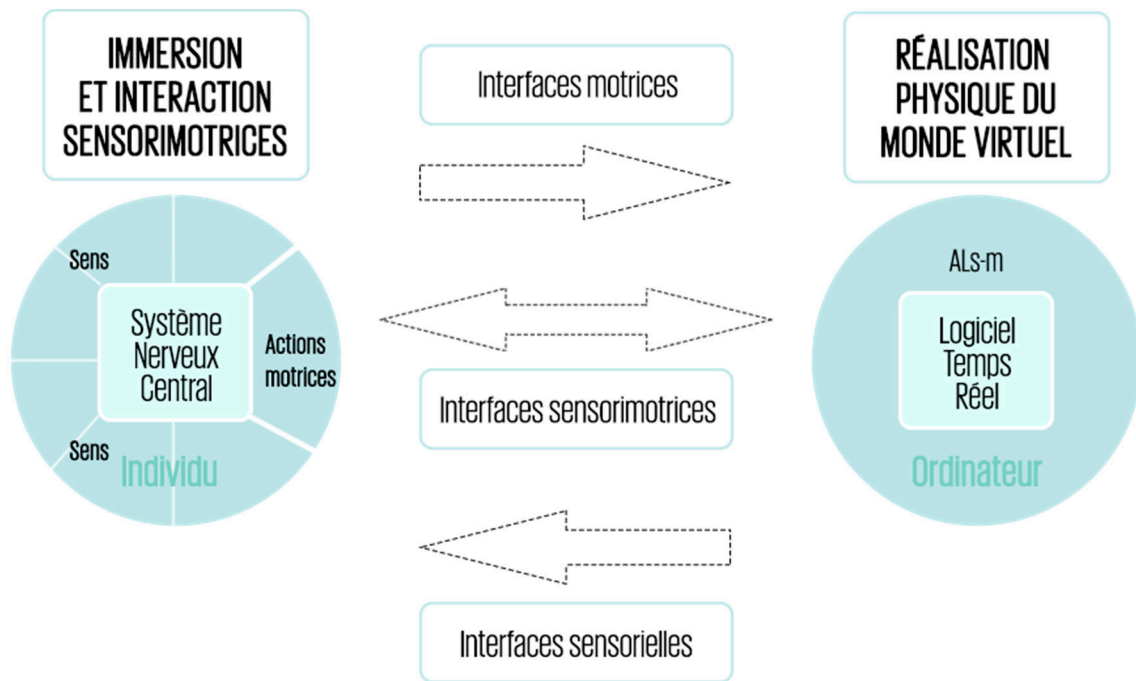 IMMERSION
ET INTERACTION
SENSORIMOTRICES
Sens
Système
Nerveux
Central
Actions
motrices
Sens
Individu
Interfaces motrices
Interfaces sensorimotrices
Interfaces sensorielles
RÉALISATION
PHYSIQUE DU
MONDE VIRTUEL
ALs-m
Logiciel
Temps
Réel
Ordinateur